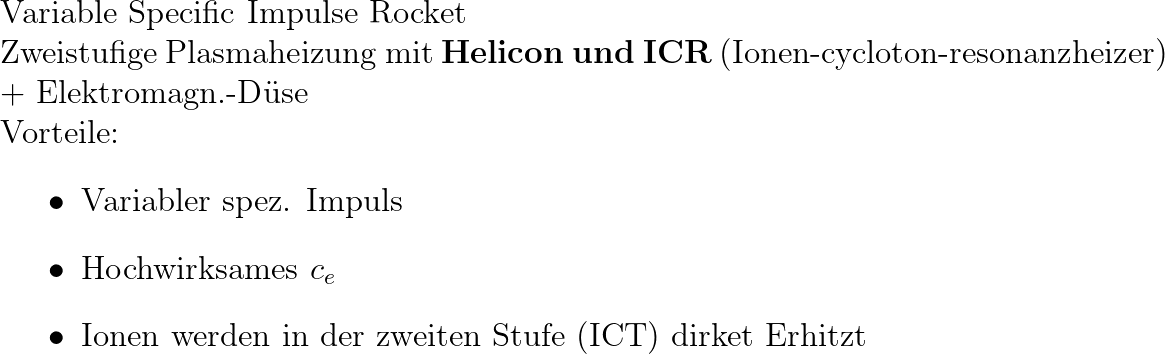 Variable Specific Impulse Rocket
Zweistufige Plasmaheizung mit Helicon und ICR (Ionen-cycloton-resonanzheizer)
+ Elektromagn.-Düse
Vorteile:
• Variabler spez. Impuls
• Hochwirksames c_e
• Ionen werden in der zweiten Stufe (ICT) dirket Erhitzt